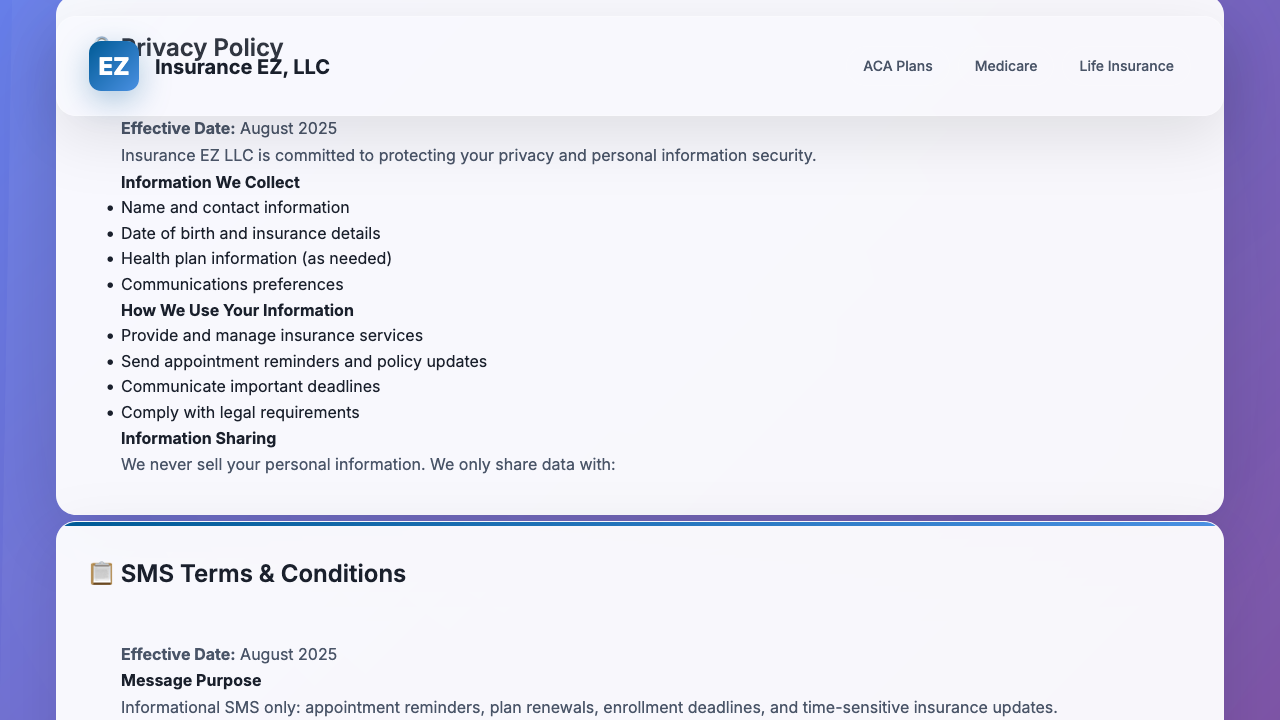 Privacy Policy
EZ
Insurance EZ, LLC
ACA Plans
Medicare
Life Insurance
Effective Date: August 2025
Insurance EZ LLC is committed to protecting your privacy and personal information security.
Information We Collect
• Name and contact information
• Date of birth and insurance details
• Health plan information (as needed)
• Communications preferences
How We Use Your Information
• Provide and manage insurance services
• Send appointment reminders and policy updates
• Communicate important deadlines
• Comply with legal requirements
Information Sharing
We never sell your personal information. We only share data with:
SMS Terms & Conditions
Effective Date: August 2025
Message Purpose
Informational SMS only: appointment reminders, plan renewals, enrollment deadlines, and time-sensitive insurance updates.